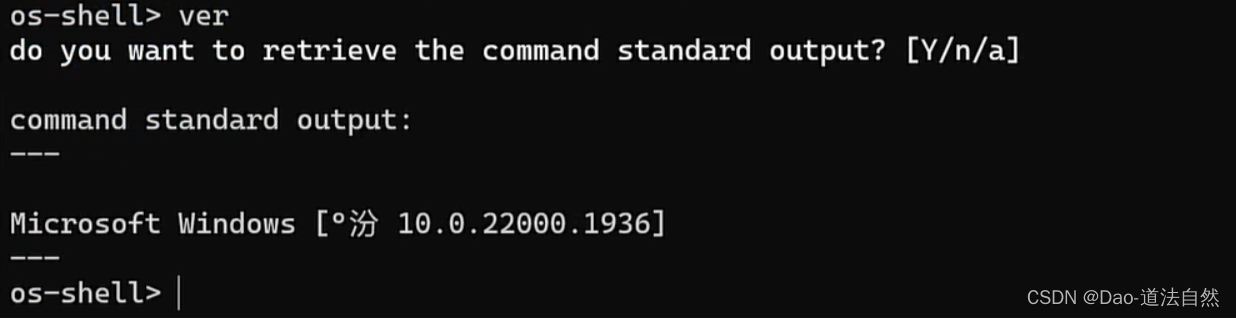 os-shell> ver
do you want to retrieve the command standard output? [Y/n/a]
command standard output:
---
Microsoft Windows [°汾 10.0.22000.1936]
---
os-shell>
CSDN @Dao-道法自然